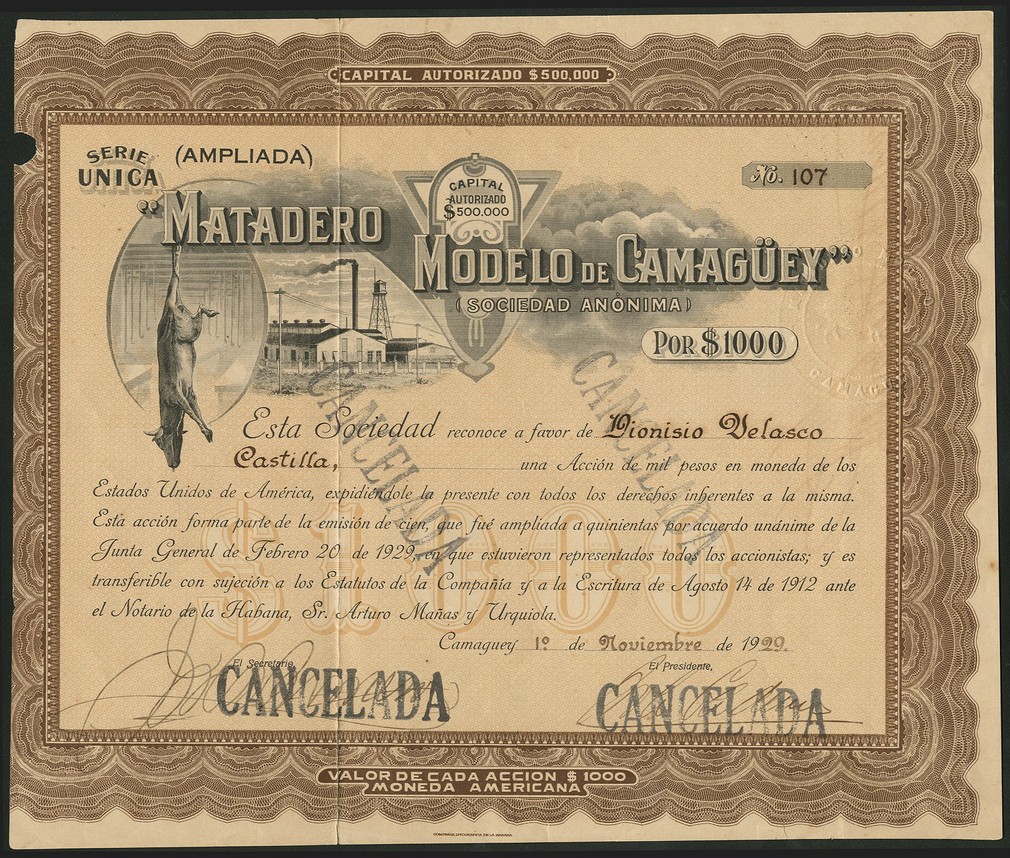 CAPITAL AUTORIZADO $500,000
SERIE UNICA
(AMPLIADA)
CAPITAL
AUTORIZADO
$500.000
No. 107
"MATADERO
MODELO DE CAMAGÜEY"
(SOCIEDAD ANÓNIMA)
POR $1000
Esta Sociedad reconoce a favor de Dionisio Velasco
Castilla, una Acción de mil pesos en moneda de los
Estados Unidos de América, expidiéndole la presente con todos los derechos inherentes a la misma.
Esta acción forma parte de la emisión de cien, que fué ampliada a quinientas por acuerdo unánime de la
Junta General de Febrero 20 de 1929, en que estuvieron representados todos los accionistas; y es
transferible con sujeción a los Estatutos de la Compañía y a la Escritura de Agosto 14 de 1912 ante
el Notario de la Habana, Sr. Arturo Mañas y Urquiola.
$1000
Camaguey 1º de Noviembre de 1929.
El Secretario,
El Presidente,
CANCELADA
CANCELADA
CANCELADA
CANCELADA
VALOR DE CADA ACCION $1000
MONEDA AMERICANA